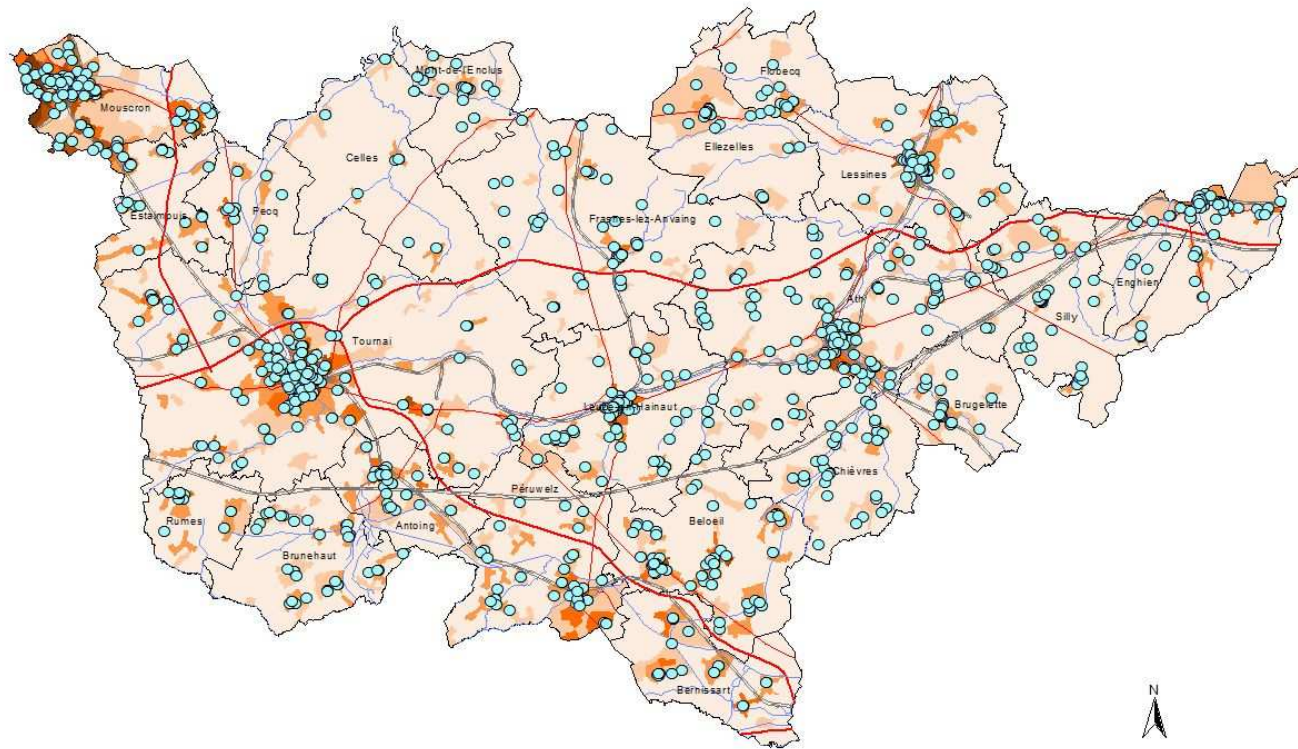 Mont-de-l'Enclus
Flobecq
Mouscron
Ellezelles
Celles
Lessines
Estaimpuis
Pecq
Frasnes-lez-Anvaing
Enghien
Ath
Silly
Tournai
Leuze-en-Hainaut
Brugelette
Chièvres
Péruwelz
Rumes
Antoing
Beloeil
Brunehaut
Bernissart
N